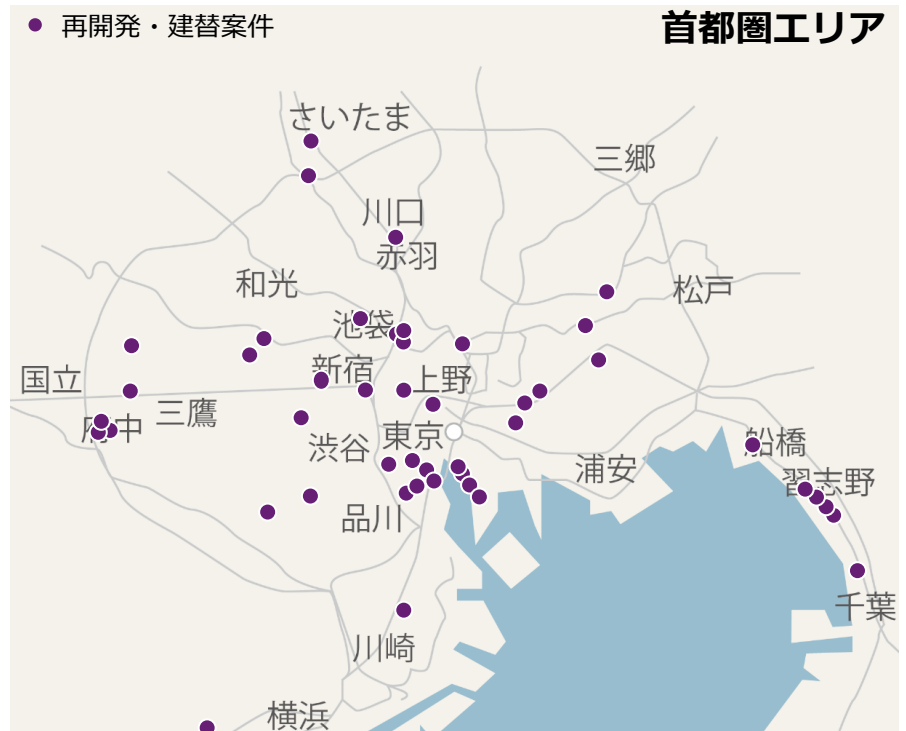 再開発・建替案件
首都圏エリア
さいたま
三郷
川口
赤羽
和光
松戸
池袋
新宿
上野
国立
三鷹
府中
渋谷
東京
船橋
浦安
習志野
品川
千葉
川崎
横浜